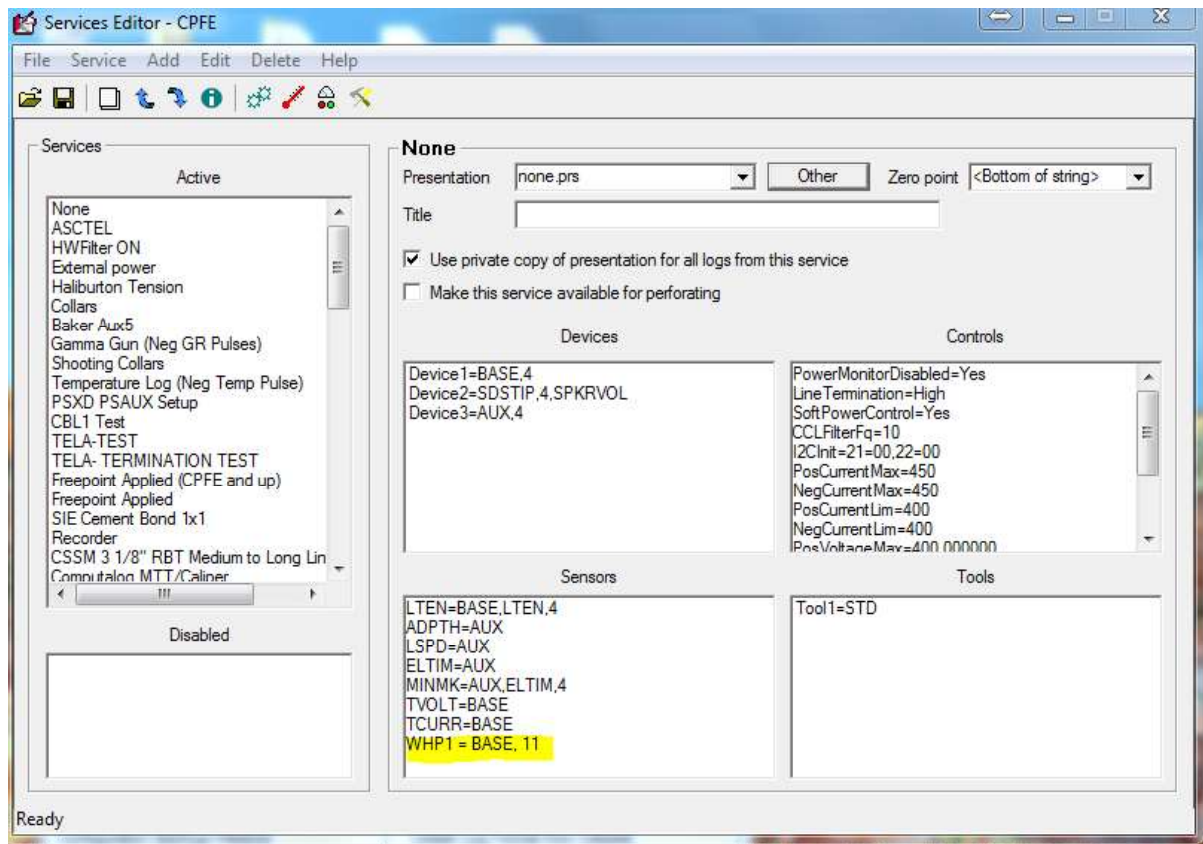 Services Editor - CPFE
File Service Add Edit Delete Help
Services
Active
None
ASCTEL
HWFilter ON
External power
Haliburton Tension
Collars
Baker Aux5
Gamma Gun (Neg GR Pulses)
Shooting Collars
Temperature Log (Neg Temp Pulse)
PSXD PSAUX Setup
CBL1 Test
TELA-TEST
TELA- TERMINATION TEST
Freepoint Applied (CPFE and up)
Freepoint Applied
SIE Cement Bond 1x1
Recorder
CSSM 3 1/8" RBT Medium to Long Lin
Computalog MTT/Caliper
Disabled
None
Presentation none.prs Other Zero point <Bottom of string>
Title
Use private copy of presentation for all logs from this service
Make this service available for perforating
Devices
Device1=BASE,4
Device2=SDSTIP,4,SPKRVOL
Device3=AUX,4
Controls
PowerMonitorDisabled=Yes
LineTermination=High
SoftPowerControl=Yes
CCLFilterFq=10
I2CInit=21=00,22=00
PosCurrentMax=450
NegCurrentMax=450
PosCurrentLim=400
NegCurrentLim=400
PosVoltageMax=400.000000
Sensors
LTEN=BASE,LTEN,4
ADPTH=AUX
LSPD=AUX
ELTIM=AUX
MINMK=AUX,ELTIM,4
TVOLT=BASE
TCURR=BASE
WHP1 = BASE, 11
Tools
Tool1=STD
Ready